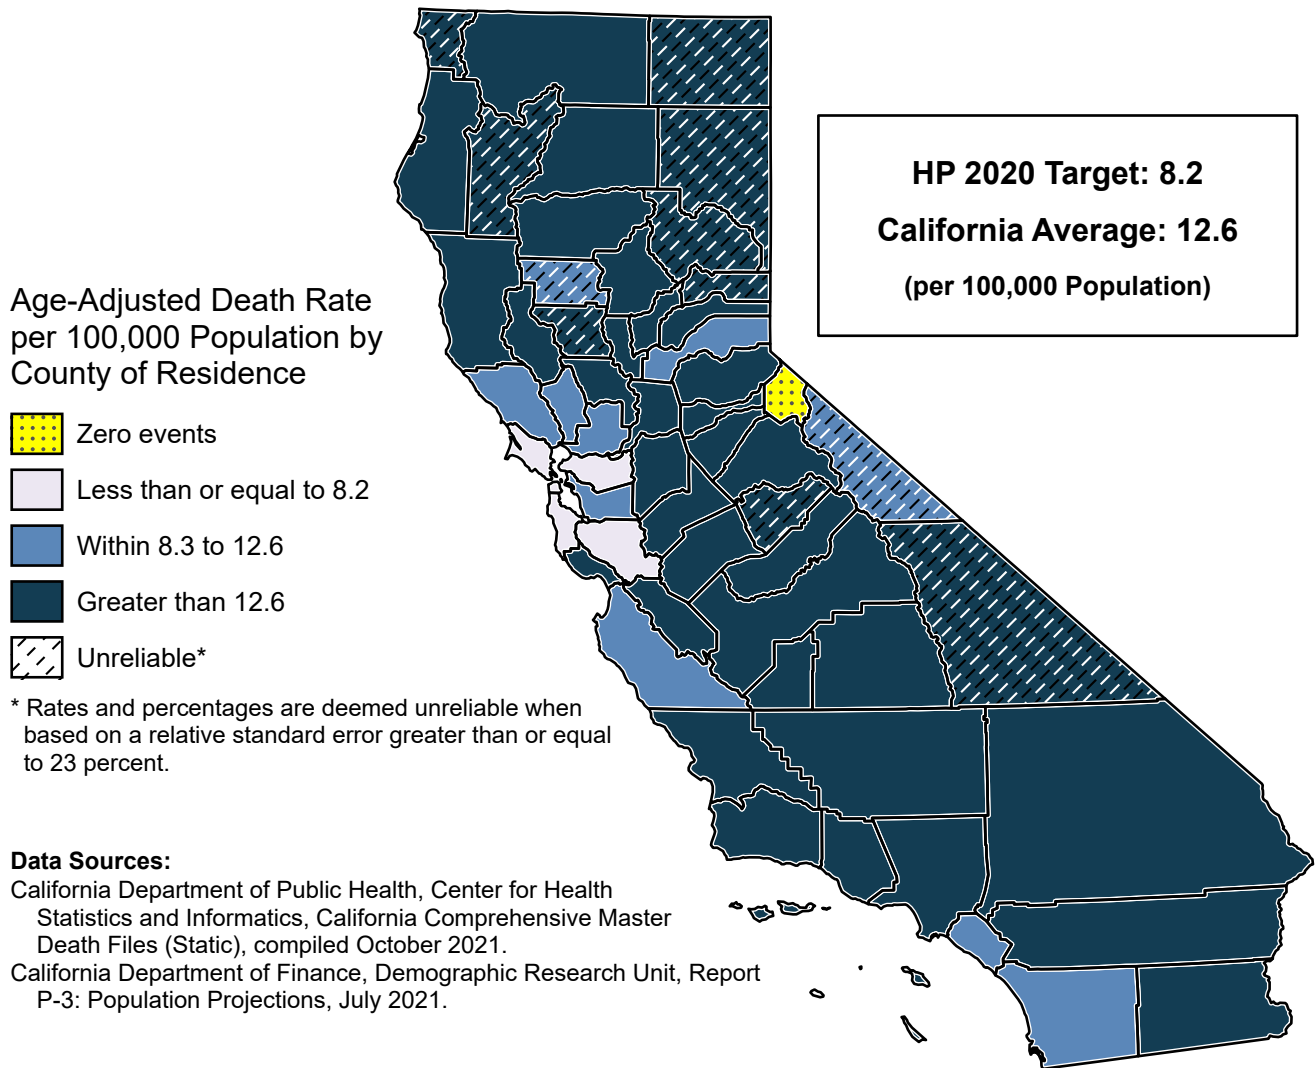 HP 2020 Target: 8.2
California Average: 12.6
(per 100,000 Population)
Age-Adjusted Death Rate
per 100,000 Population by
County of Residence
Zero events
Less than or equal to 8.2
Within 8.3 to 12.6
Greater than 12.6
Unreliable*
* Rates and percentages are deemed unreliable when
based on a relative standard error greater than or equal
to 23 percent.
Data Sources:
California Department of Public Health, Center for Health
Statistics and Informatics, California Comprehensive Master
Death Files (Static), compiled October 2021.
California Department of Finance, Demographic Research Unit, Report
P-3: Population Projections, July 2021.